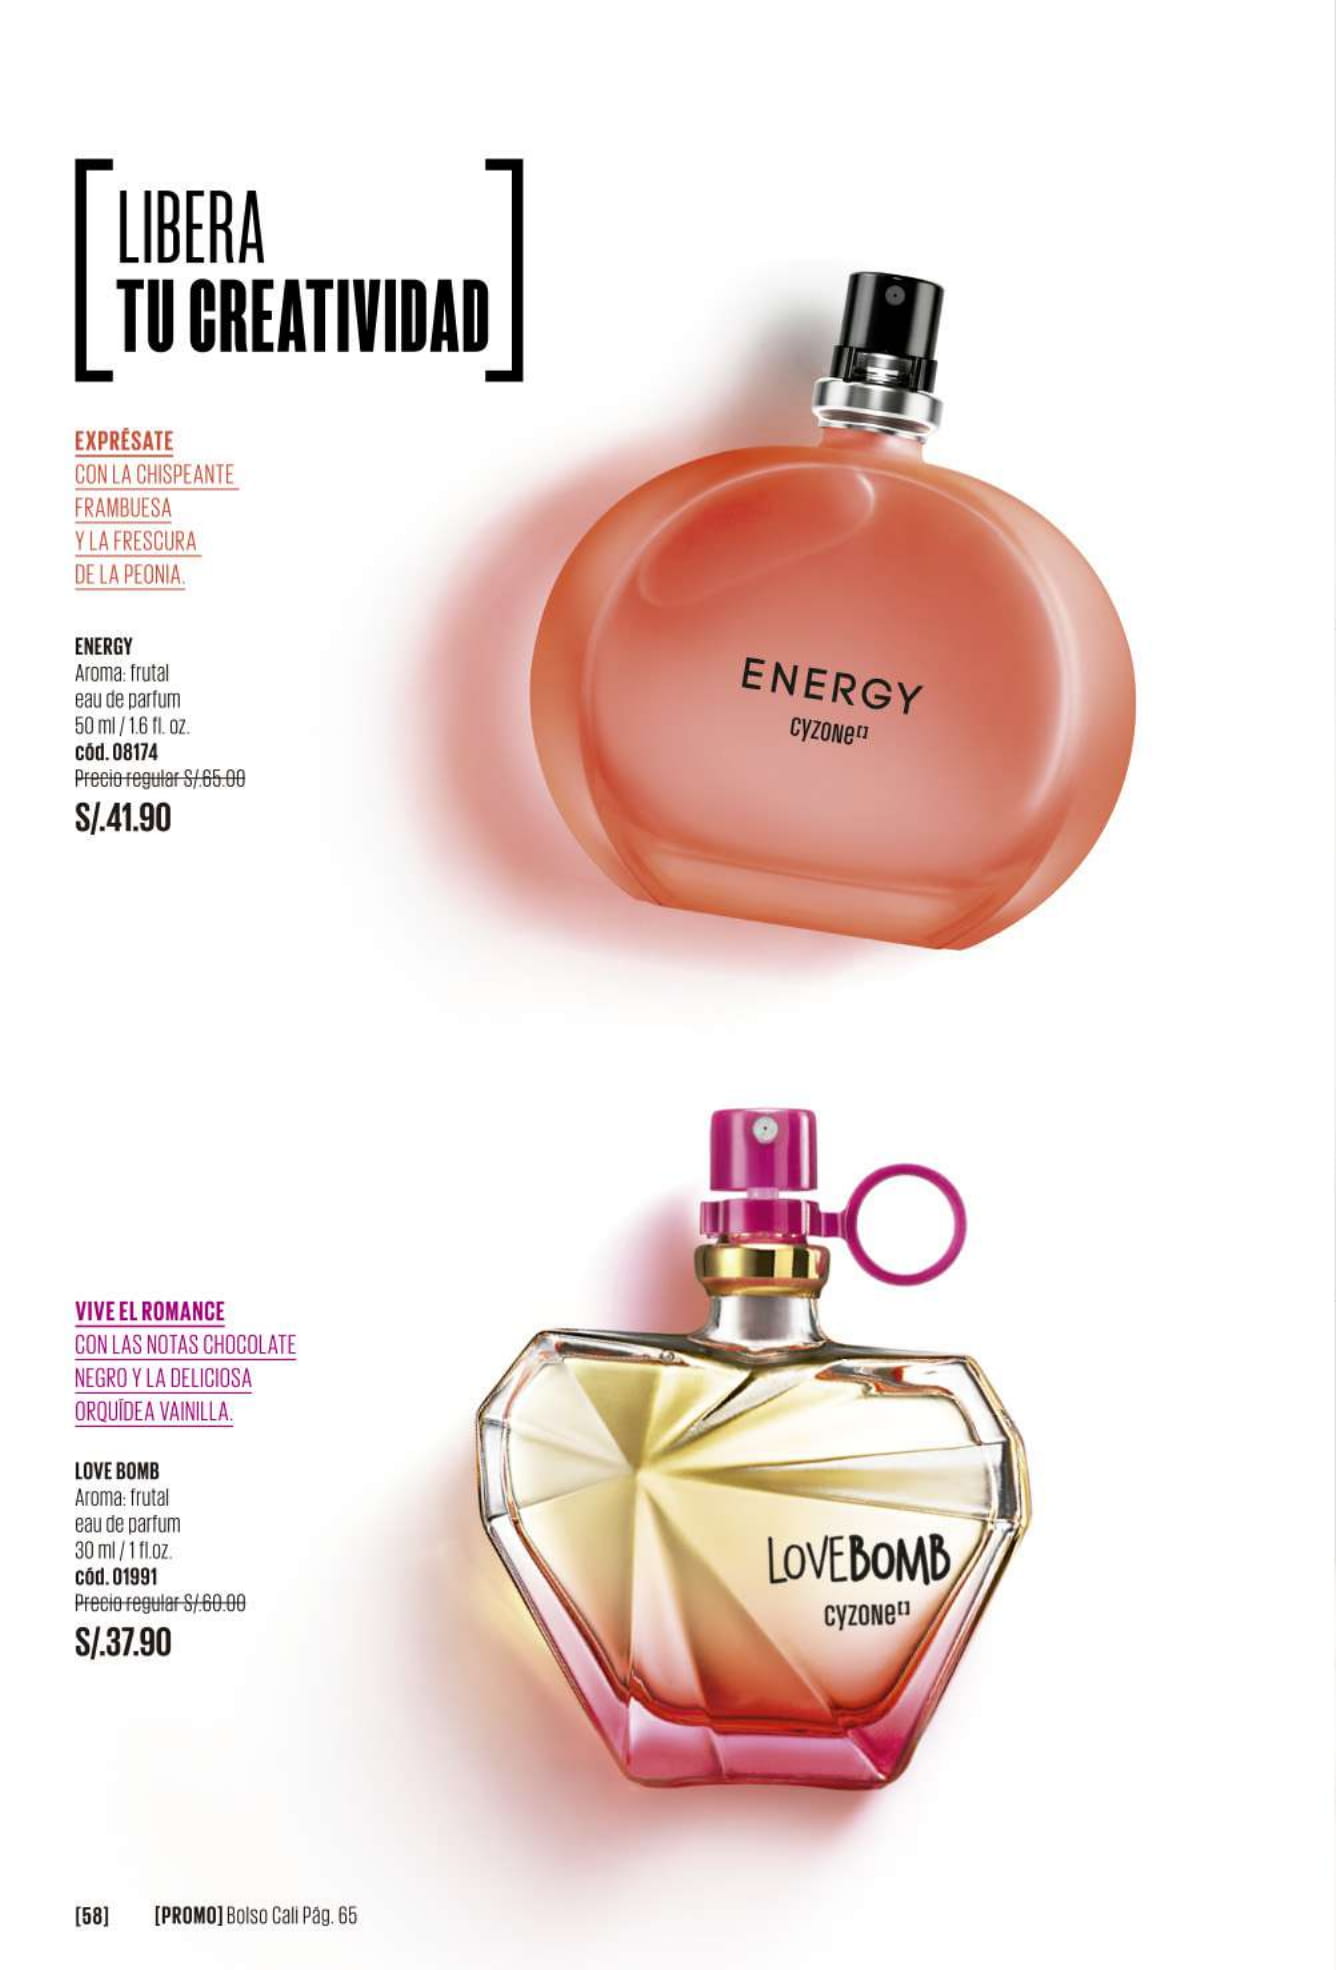 LIBERA
TU CREATIVIDAD
EXPRÉSATE
CON LA CHISPEANTE
FRAMBUESA
Y LA FRESCURA
DE LA PEONIA.
ENERGY
Aroma: frutal
eau de parfum
50 ml / 1.6 fl. oz.
cód. 08174
Precio regular S/.65.00
S/.41.90
ENERGY
CYZONE[]
VIVE EL ROMANCE
CON LAS NOTAS CHOCOLATE
NEGRO Y LA DELICIOSA
ORQUÍDEA VAINILLA.
LOVE BOMB
Aroma: frutal
eau de parfum
30 ml / 1 fl.oz.
cód. 01991
Precio regular S/.60.00
S/.37.90
LOVEBOMB
CYZONE[]
[58] [PROMO] Bolso Cali Pág. 65